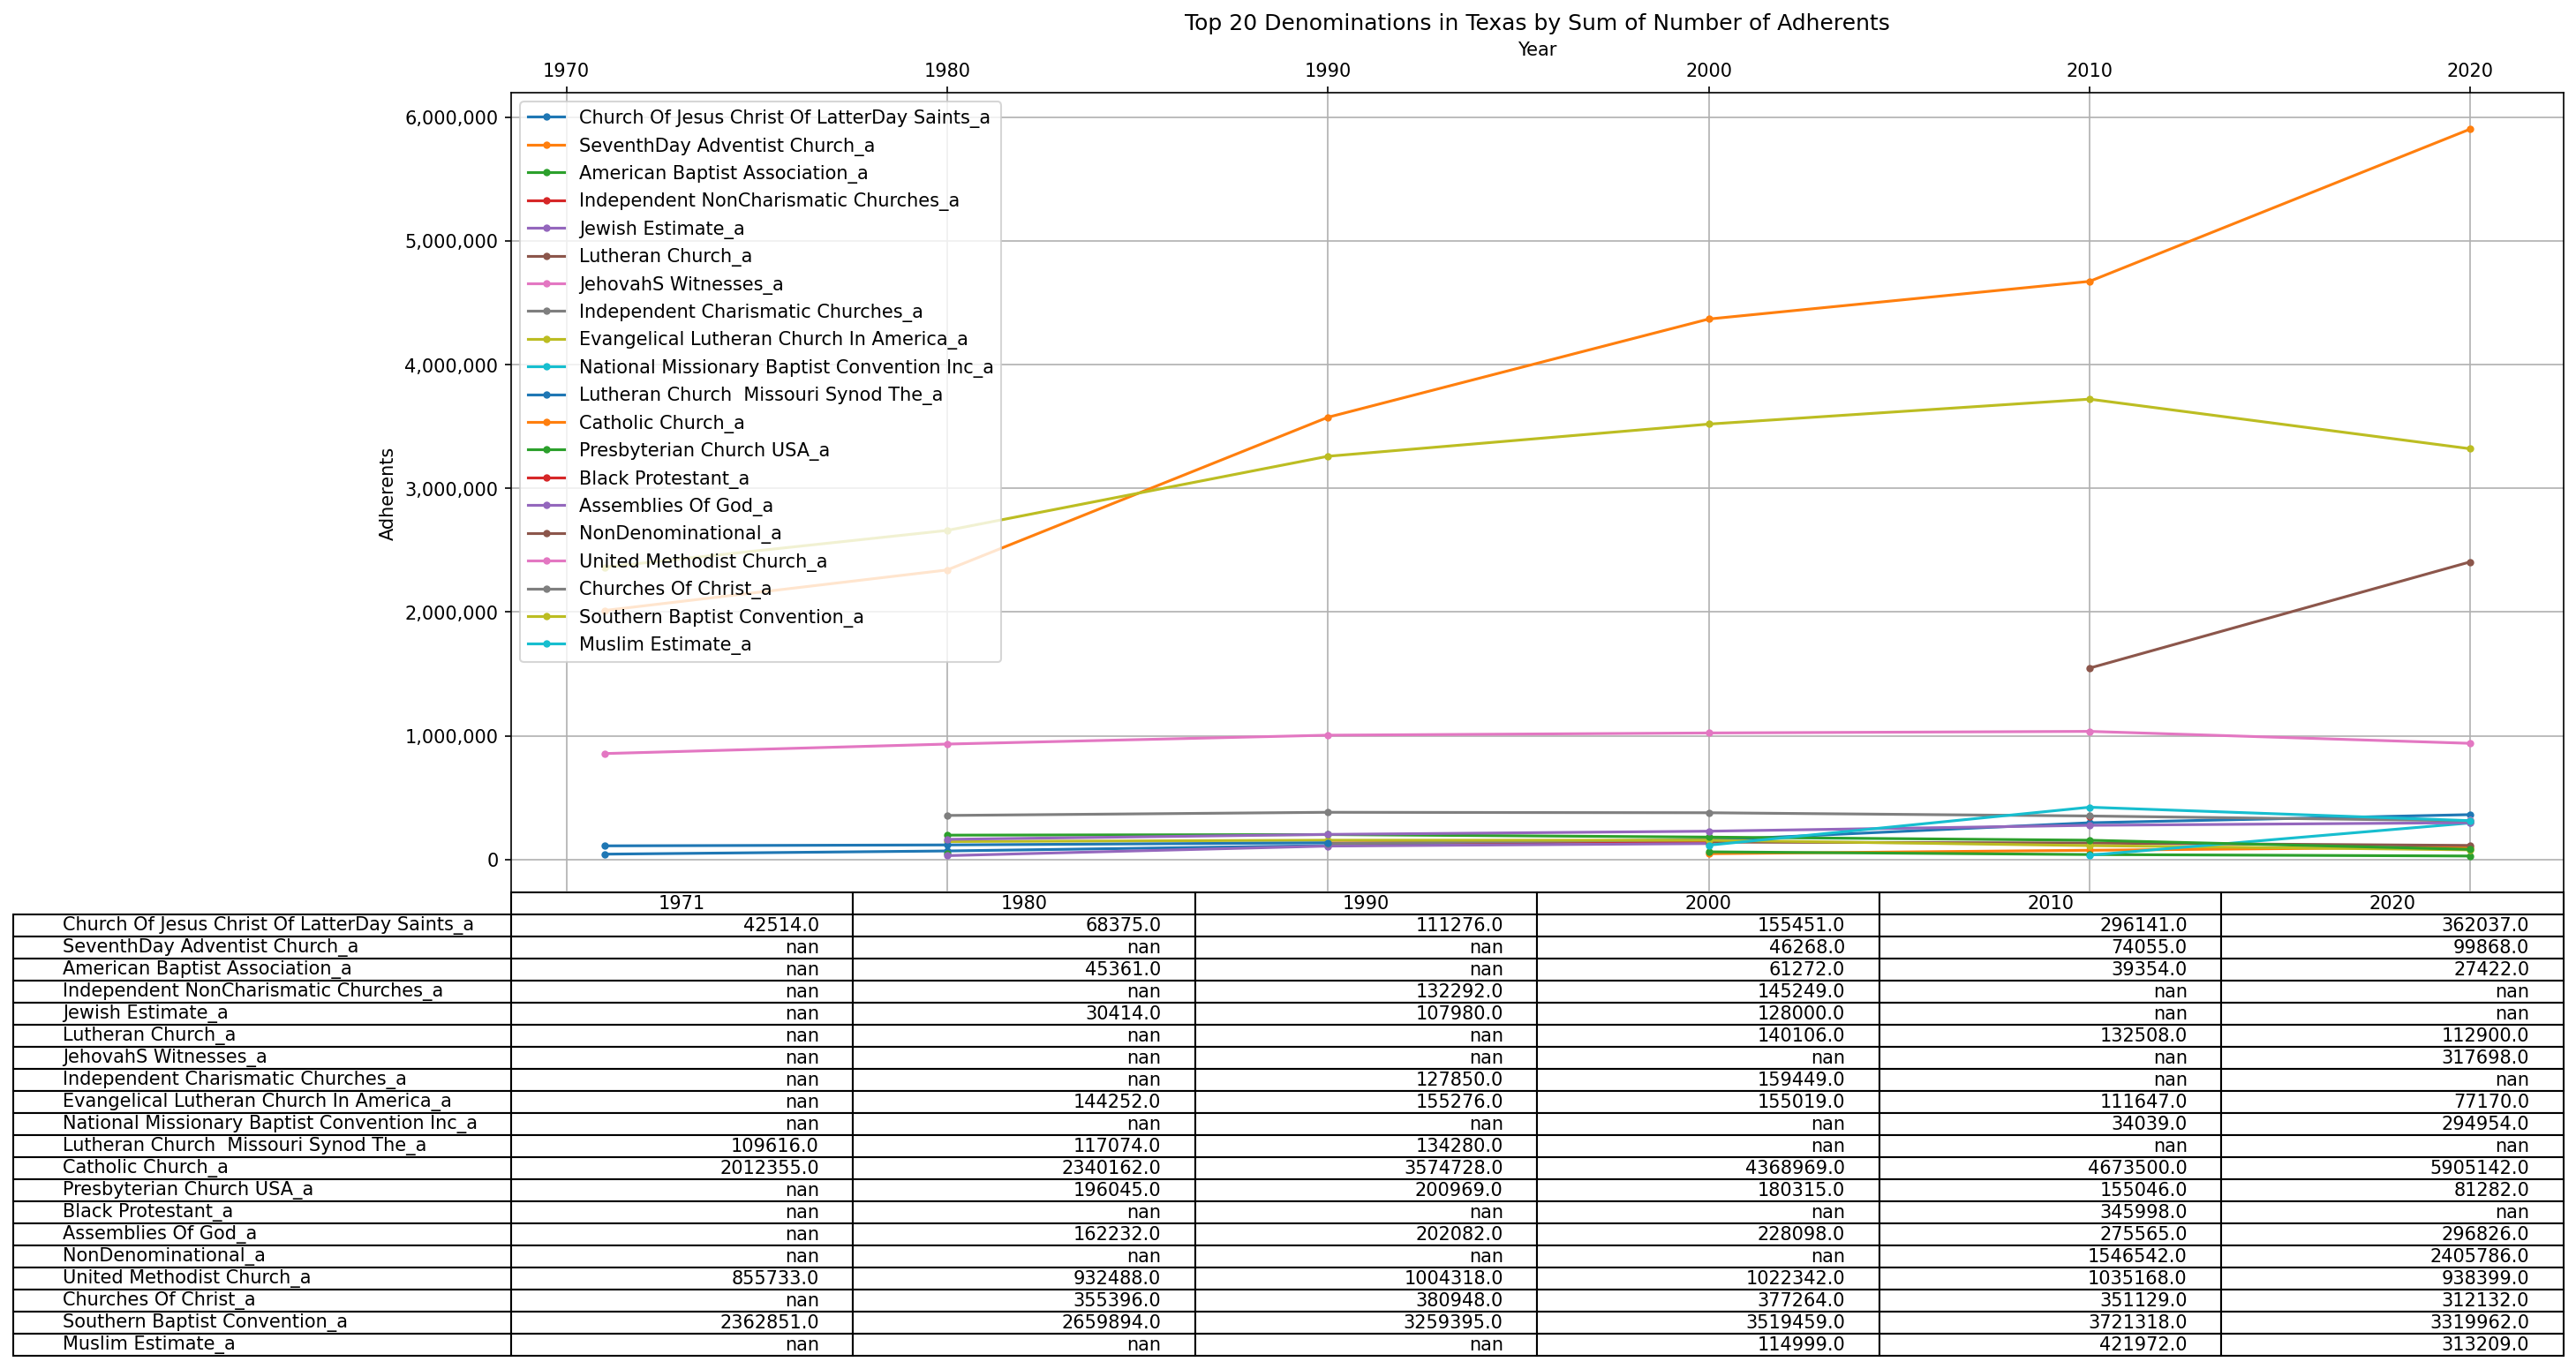 Top 20 Denominations in Texas by Sum of Number of Adherents
Year
1970 1980 1990 2000 2010 2020
6,000,000
5,000,000
4,000,000
3,000,000
2,000,000
1,000,000
0
Adherents
Church Of Jesus Christ Of LatterDay Saints_a
SeventhDay Adventist Church_a
American Baptist Association_a
Independent NonCharismatic Churches_a
Jewish Estimate_a
Lutheran Church_a
JehovahS Witnesses_a
Independent Charismatic Churches_a
Evangelical Lutheran Church In America_a
National Missionary Baptist Convention Inc_a
Lutheran Church  Missouri Synod The_a
Catholic Church_a
Presbyterian Church USA_a
Black Protestant_a
Assemblies Of God_a
NonDenominational_a
United Methodist Church_a
Churches Of Christ_a
Southern Baptist Convention_a
Muslim Estimate_a
1971 1980 1990 2000 2010 2020
Church Of Jesus Christ Of LatterDay Saints_a 42514.0 68375.0 111276.0 155451.0 296141.0 362037.0
SeventhDay Adventist Church_a nan nan nan 46268.0 74055.0 99868.0
American Baptist Association_a nan 45361.0 nan 61272.0 39354.0 27422.0
Independent NonCharismatic Churches_a nan nan 132292.0 145249.0 nan nan
Jewish Estimate_a nan 30414.0 107980.0 128000.0 nan nan
Lutheran Church_a nan nan nan 140106.0 132508.0 112900.0
JehovahS Witnesses_a nan nan nan nan nan 317698.0
Independent Charismatic Churches_a nan nan 127850.0 159449.0 nan nan
Evangelical Lutheran Church In America_a nan 144252.0 155276.0 155019.0 111647.0 77170.0
National Missionary Baptist Convention Inc_a nan nan nan nan 34039.0 294954.0
Lutheran Church  Missouri Synod The_a 109616.0 117074.0 134280.0 nan nan nan
Catholic Church_a 2012355.0 2340162.0 3574728.0 4368969.0 4673500.0 5905142.0
Presbyterian Church USA_a nan 196045.0 200969.0 180315.0 155046.0 81282.0
Black Protestant_a nan nan nan nan 345998.0 nan
Assemblies Of God_a nan 162232.0 202082.0 228098.0 275565.0 296826.0
NonDenominational_a nan nan nan nan 1546542.0 2405786.0
United Methodist Church_a 855733.0 932488.0 1004318.0 1022342.0 1035168.0 938399.0
Churches Of Christ_a nan 355396.0 380948.0 377264.0 351129.0 312132.0
Southern Baptist Convention_a 2362851.0 2659894.0 3259395.0 3519459.0 3721318.0 3319962.0
Muslim Estimate_a nan nan nan 114999.0 421972.0 313209.0